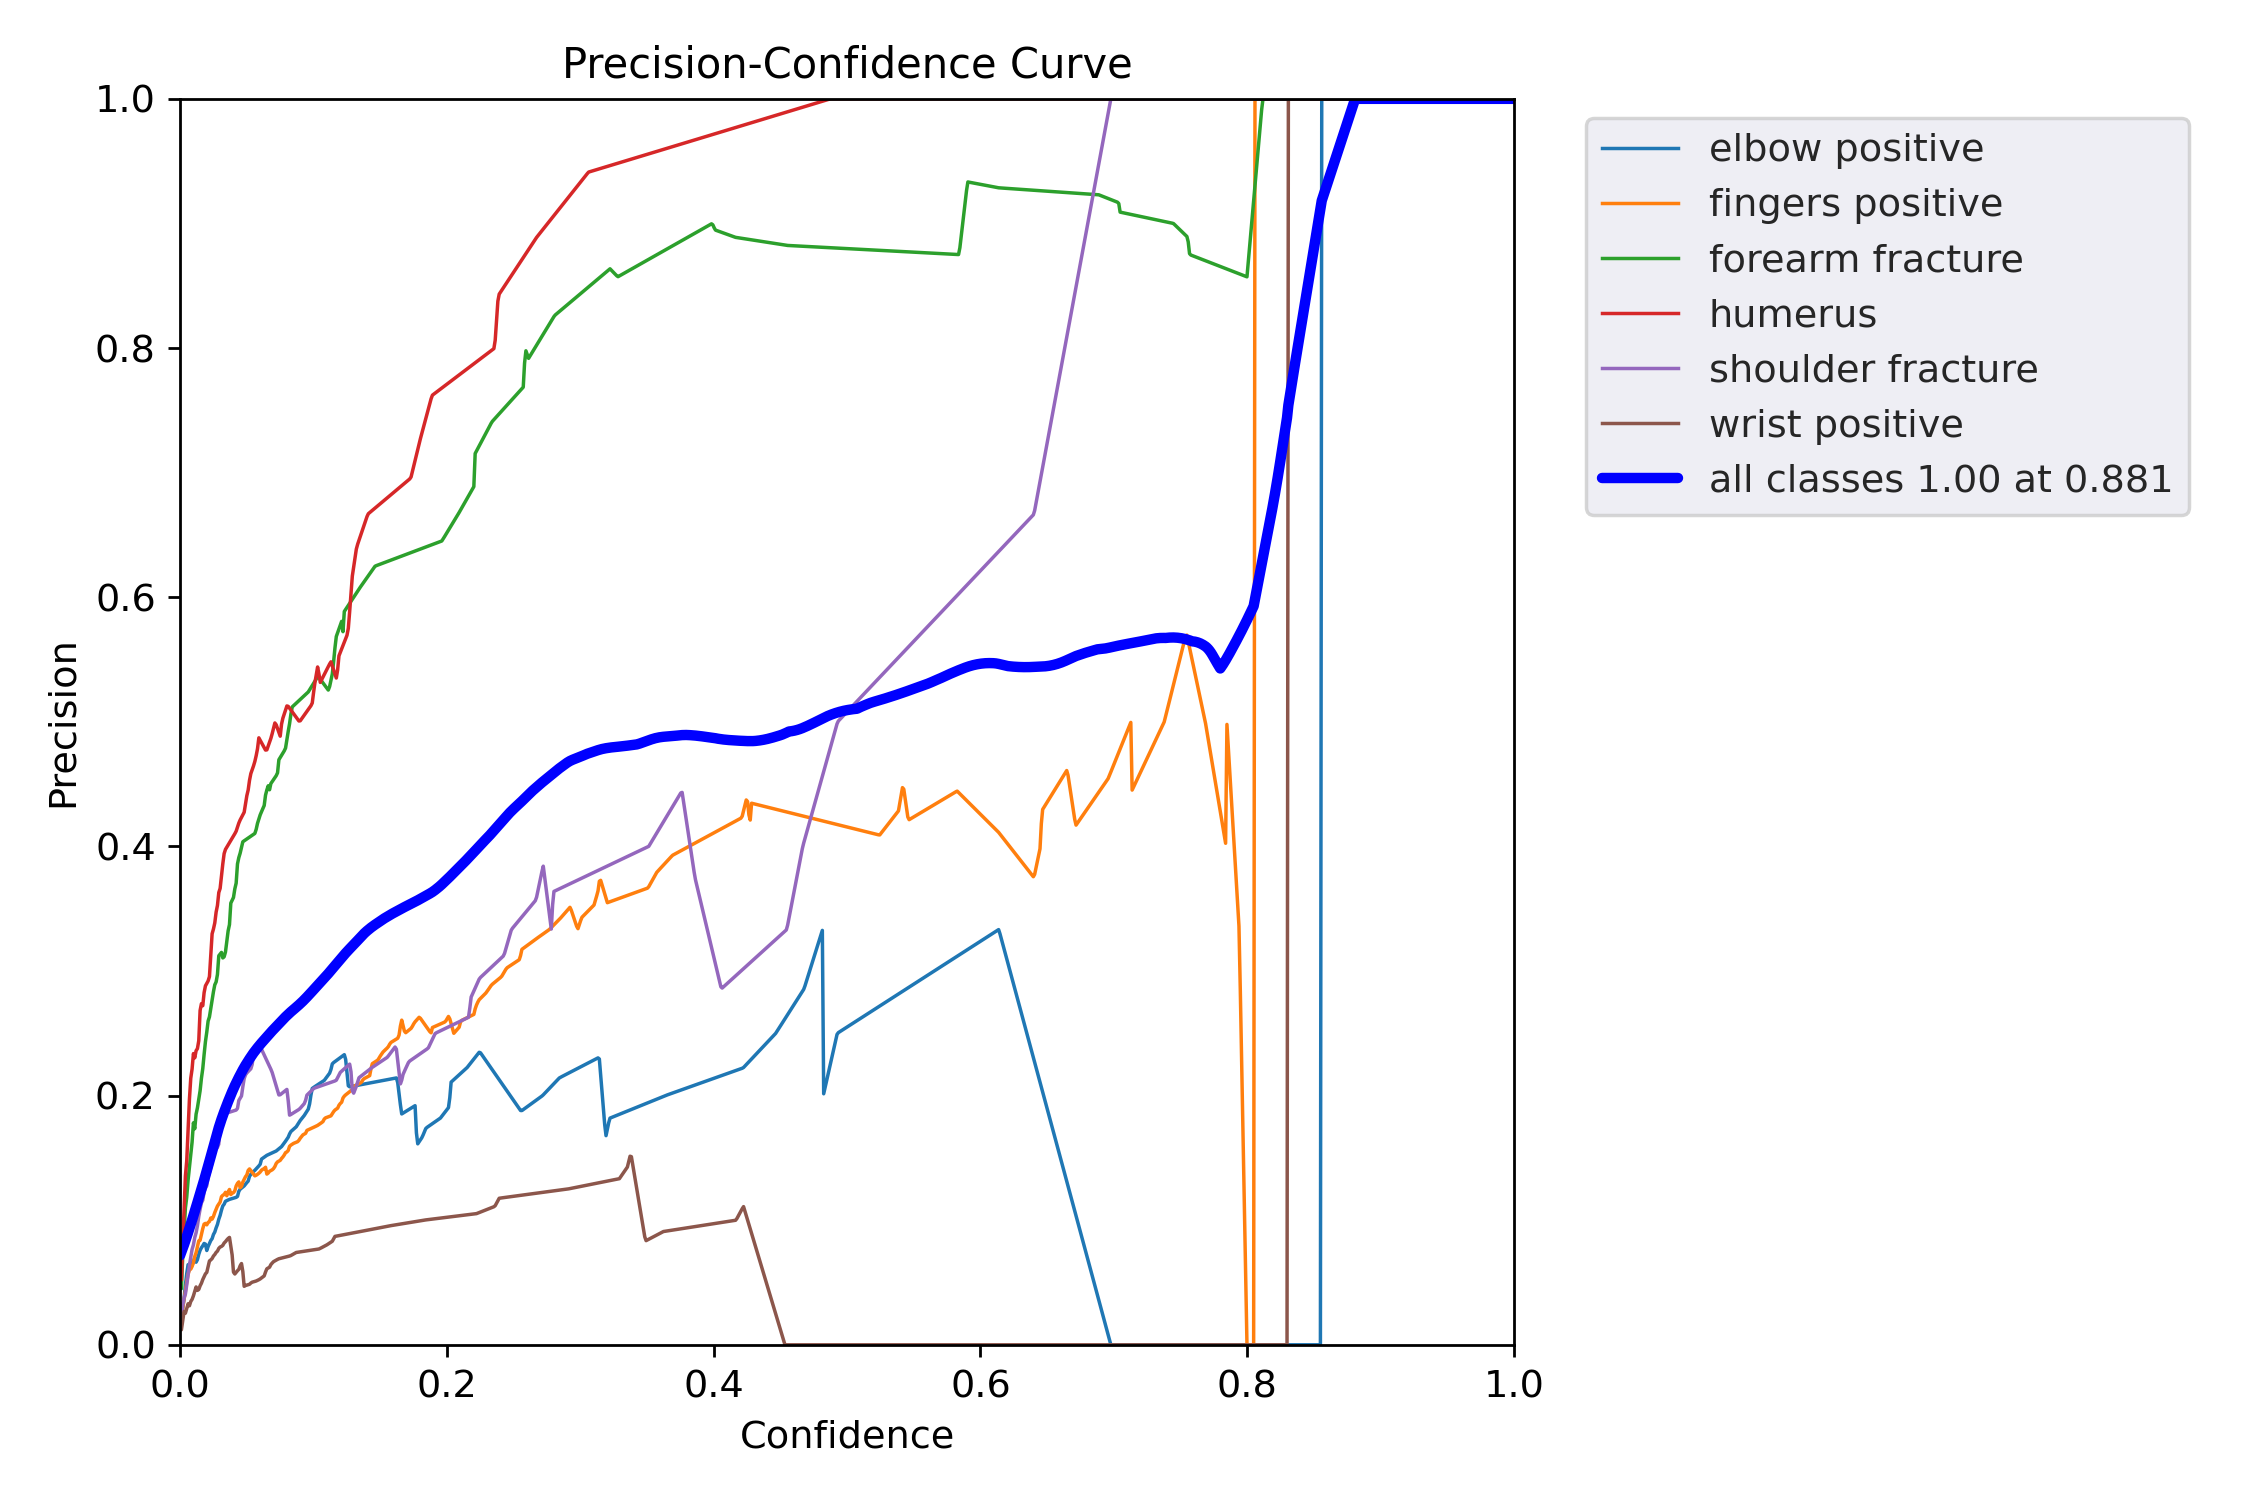 Precision-Confidence Curve
1.0
0.8
0.6
0.4
0.2
0.0
Precision
0.0 0.2 0.4 0.6 0.8 1.0
Confidence
elbow positive
fingers positive
forearm fracture
humerus
shoulder fracture
wrist positive
all classes 1.00 at 0.881